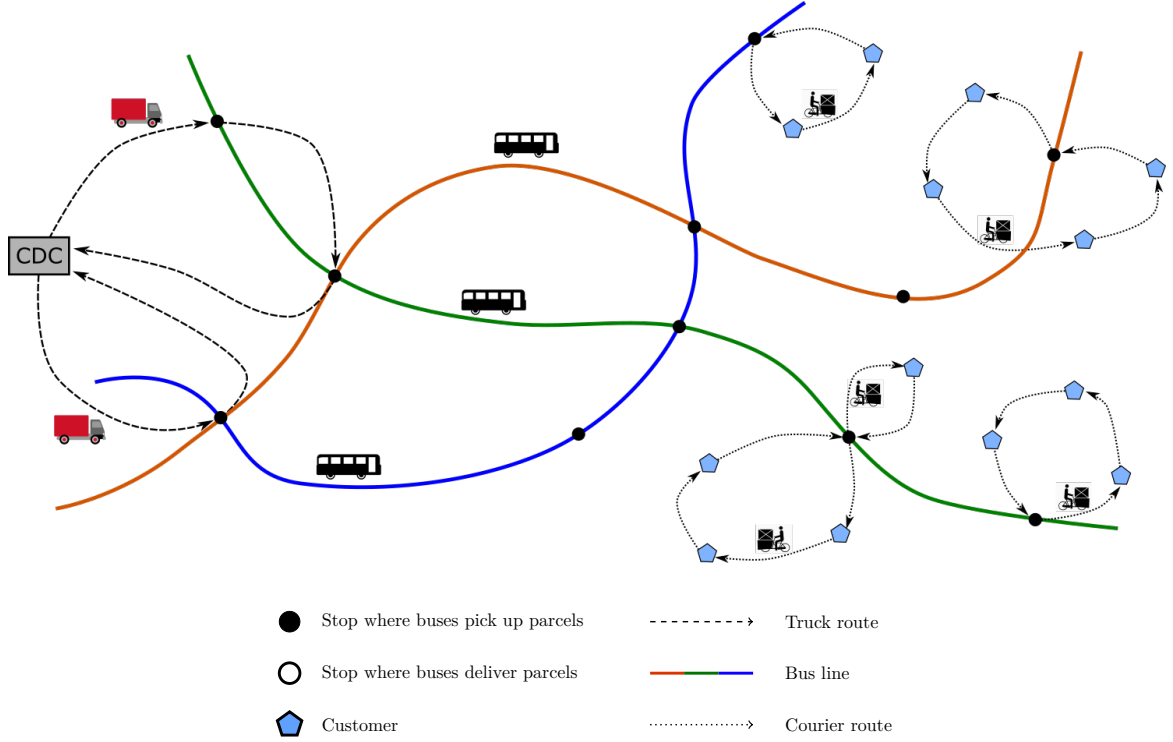 CDC
Stop where buses pick up parcels
Truck route
Stop where buses deliver parcels
Bus line
Customer
Courier route